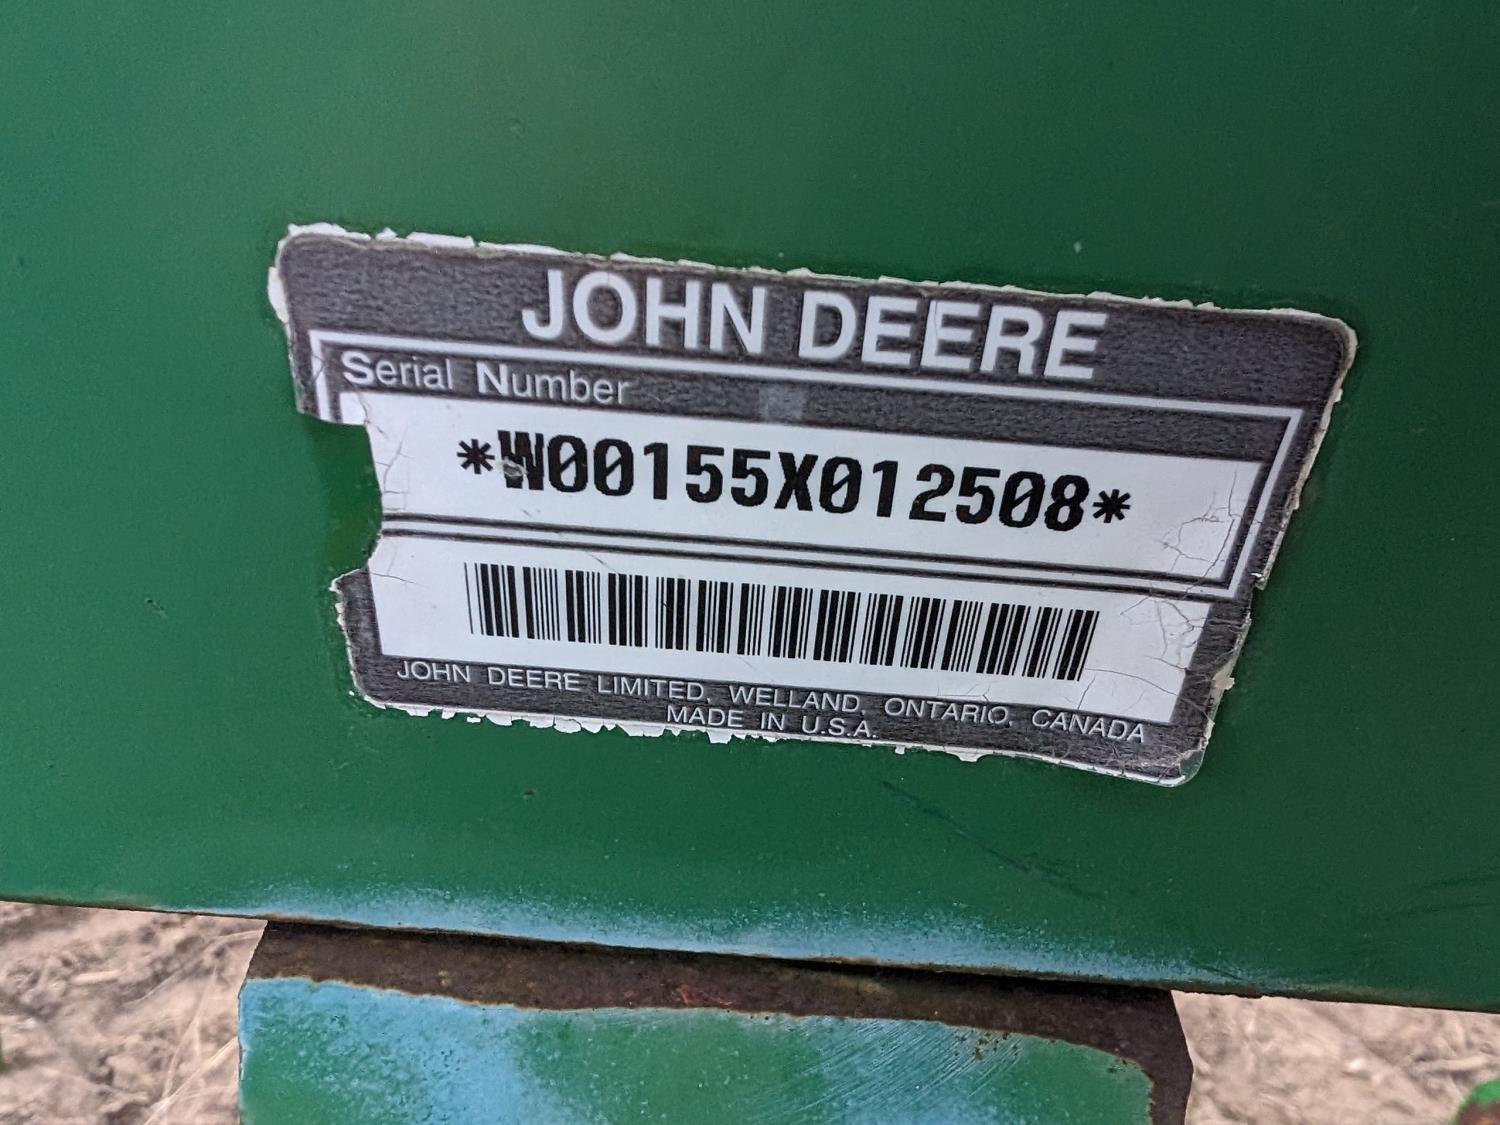 JOHN DEERE
Serial Number
*W00155X012508*
JOHN DEERE LIMITED, WELLAND, ONTARIO, CANADA
MADE IN U.S.A.